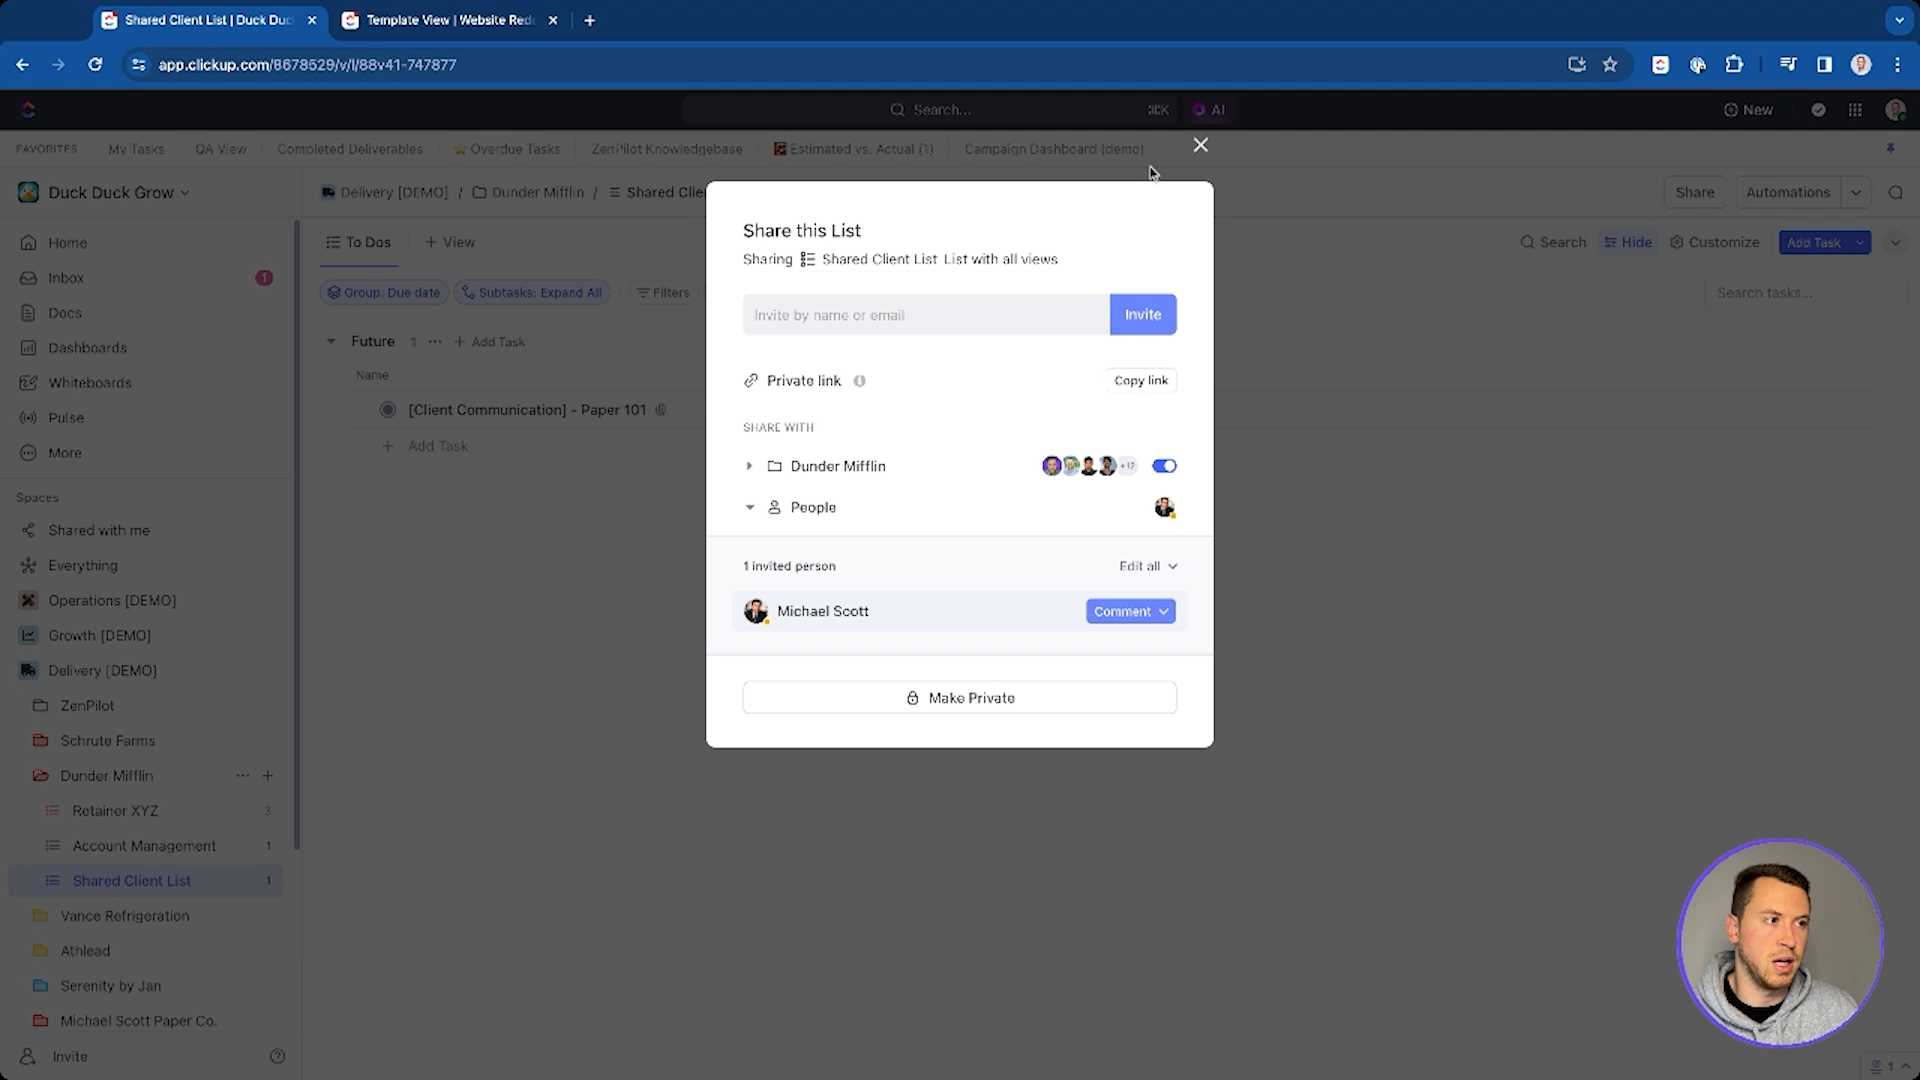 Shared Client List | Duck Duc
Template View | Website Red
app.clickup.com/8678529/v/l/88v41-747877
Search...
⌘K
AI
New
FAVORITES
My Tasks
QA View
Completed Deliverables
Overdue Tasks
ZenPilot Knowledgebase
Estimated vs. Actual (1)
Campaign Dashboard (demo)
Duck Duck Grow
Delivery [DEMO] / Dunder Mifflin / Shared Clie
Share
Automations
Home
Inbox
1
Docs
Dashboards
Whiteboards
Pulse
More
Spaces
Shared with me
Everything
Operations [DEMO]
Growth [DEMO]
Delivery [DEMO]
ZenPilot
Schrute Farms
Dunder Mifflin
Retainer XYZ
3
Account Management
1
Shared Client List
1
Vance Refrigeration
Athlead
Serenity by Jan
Michael Scott Paper Co.
Invite
To Dos
+ View
Search
Hide
Customize
Add Task
Group: Due date
Subtasks: Expand All
Filters
Search tasks...
Future
1
+ Add Task
Name
[Client Communication] - Paper 101
+ Add Task
Share this List
Sharing Shared Client List List with all views
Invite by name or email
Invite
Private link
Copy link
SHARE WITH
Dunder Mifflin
+12
People
1 invited person
Edit all
Michael Scott
Comment
Make Private
1